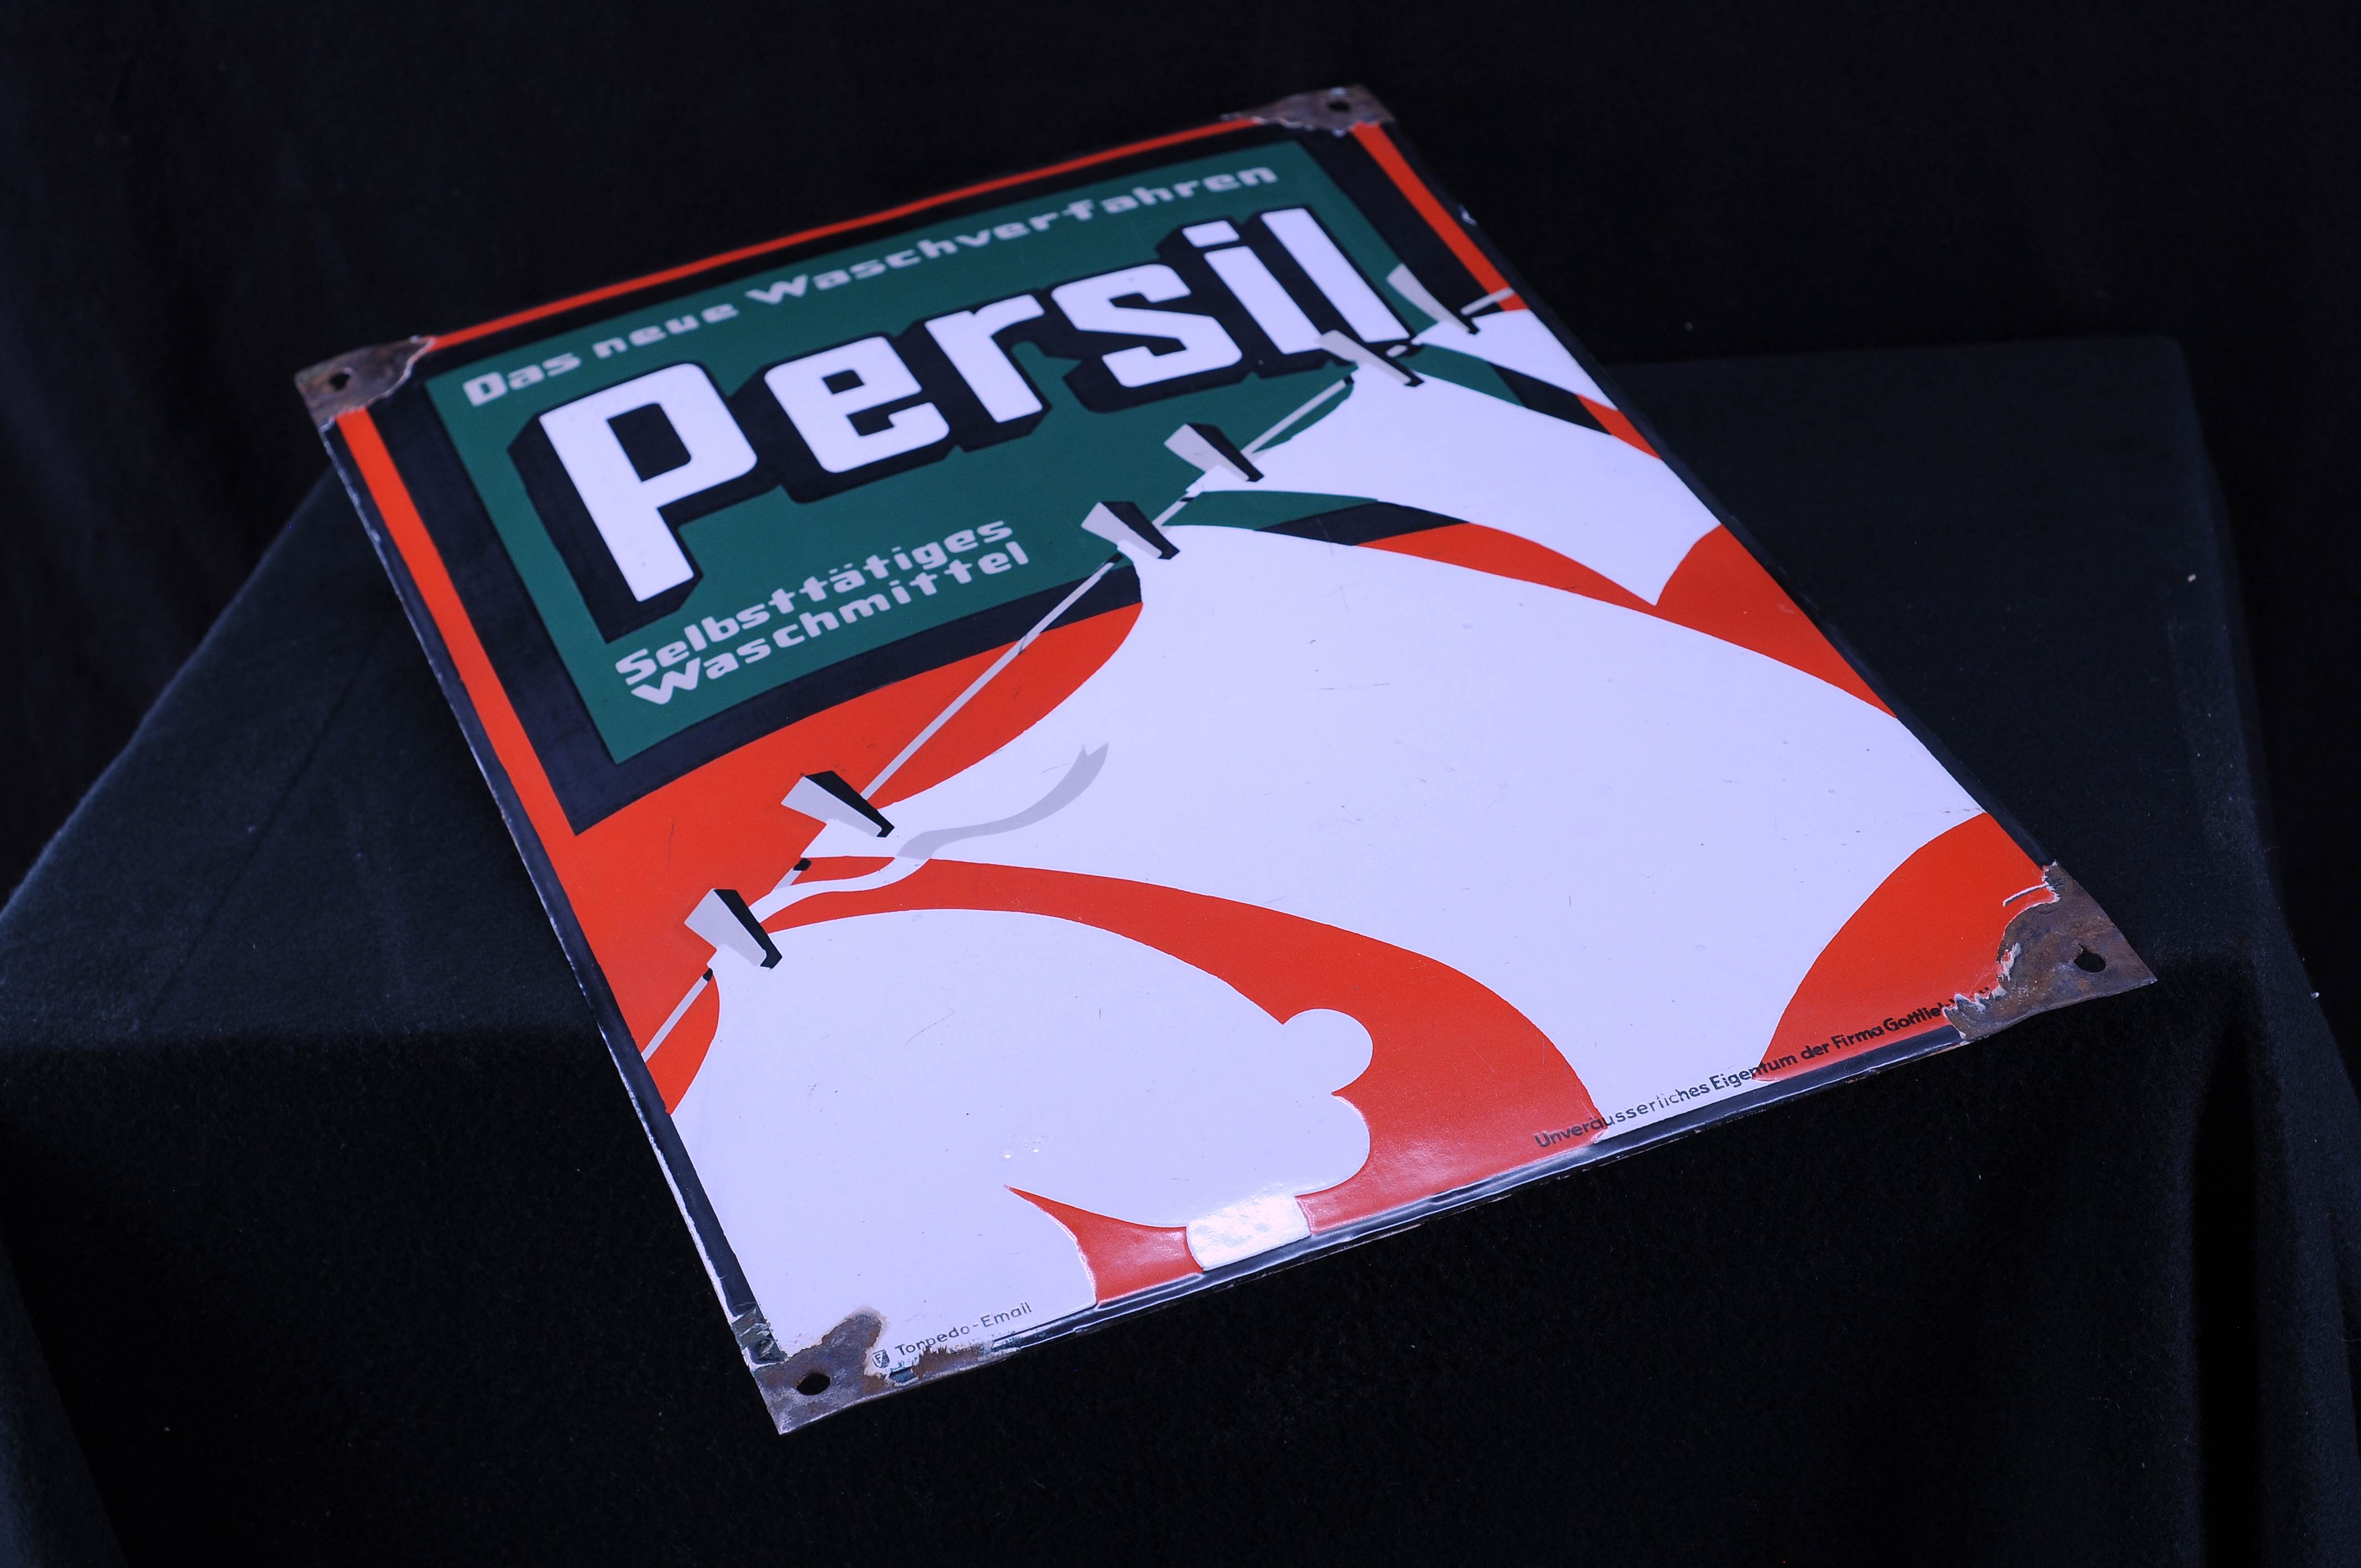 Das neue Waschverfahren
Persil
Selbsttätiges
Waschmittel
Unveräusserliches Eigentum der Firma
Torpedo-Email